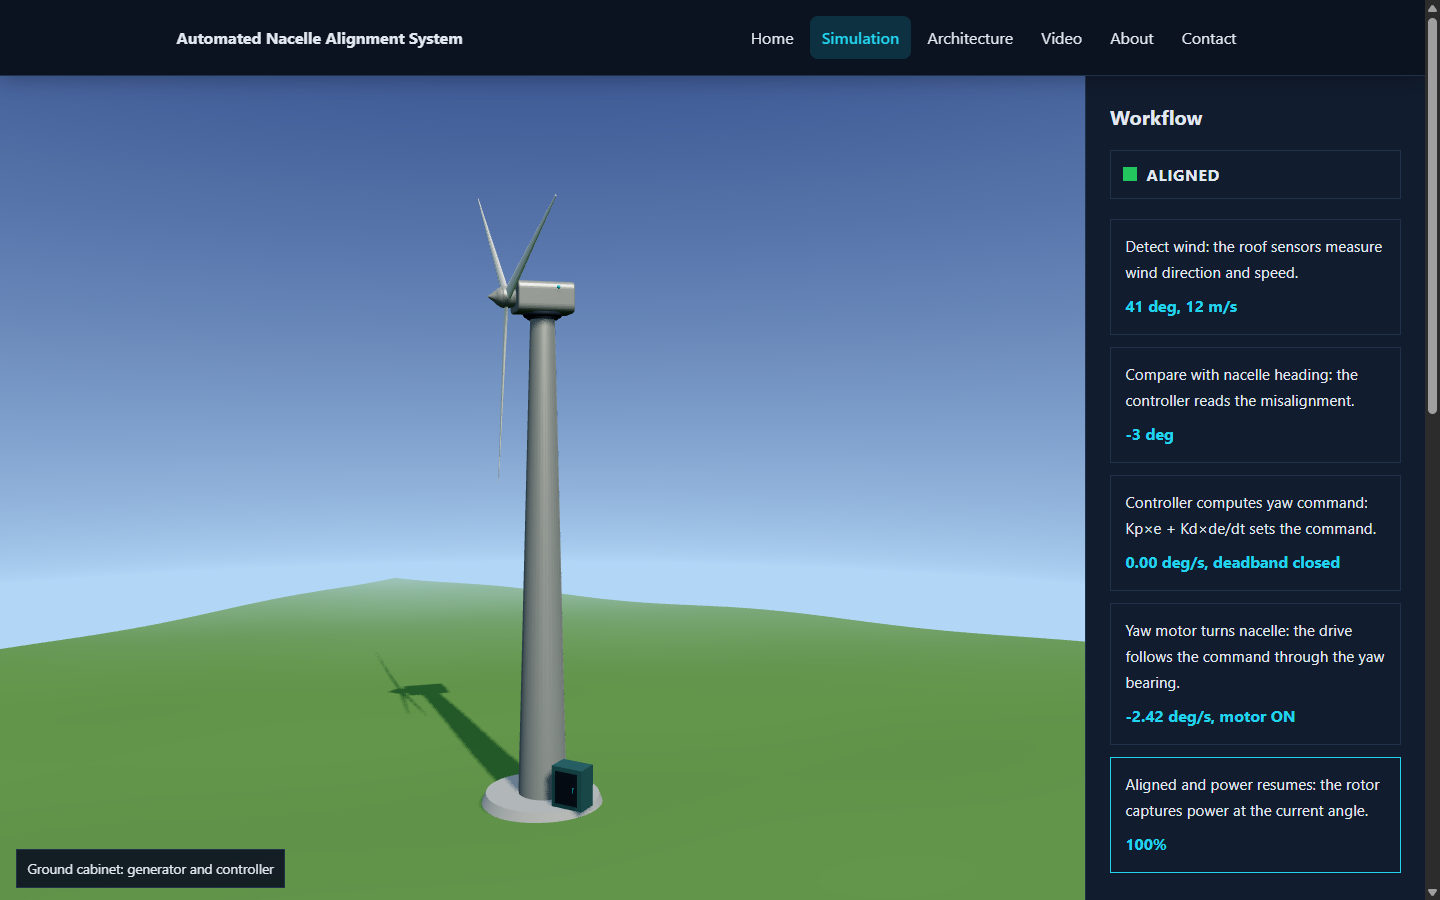 Automated Nacelle Alignment System
Home
Simulation
Architecture
Video
About
Contact
Workflow
ALIGNED
Detect wind: the roof sensors measure
wind direction and speed.
41 deg, 12 m/s
Compare with nacelle heading: the
controller reads the misalignment.
-3 deg
Controller computes yaw command:
Kp×e + Kd×de/dt sets the command.
0.00 deg/s, deadband closed
Yaw motor turns nacelle: the drive
follows the command through the yaw
bearing.
-2.42 deg/s, motor ON
Aligned and power resumes: the rotor
captures power at the current angle.
100%
Ground cabinet: generator and controller